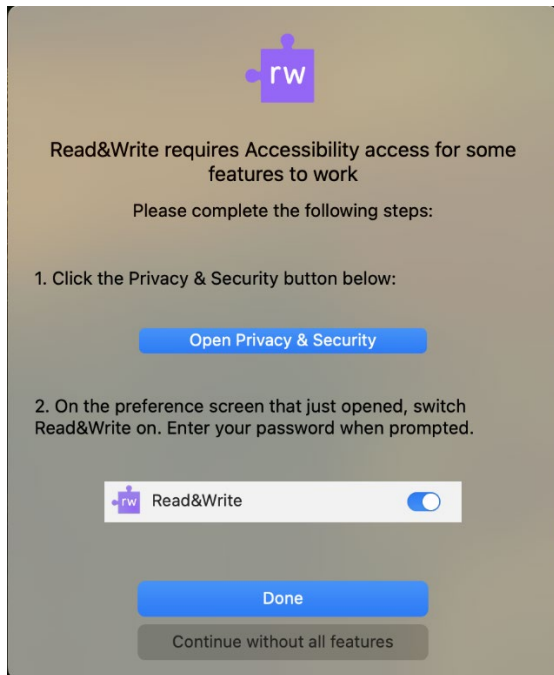 rw
Read&Write requires Accessibility access for some
features to work
Please complete the following steps:
1. Click the Privacy & Security button below:
Open Privacy & Security
2. On the preference screen that just opened, switch
Read&Write on. Enter your password when prompted.
rw Read&Write
Done
Continue without all features